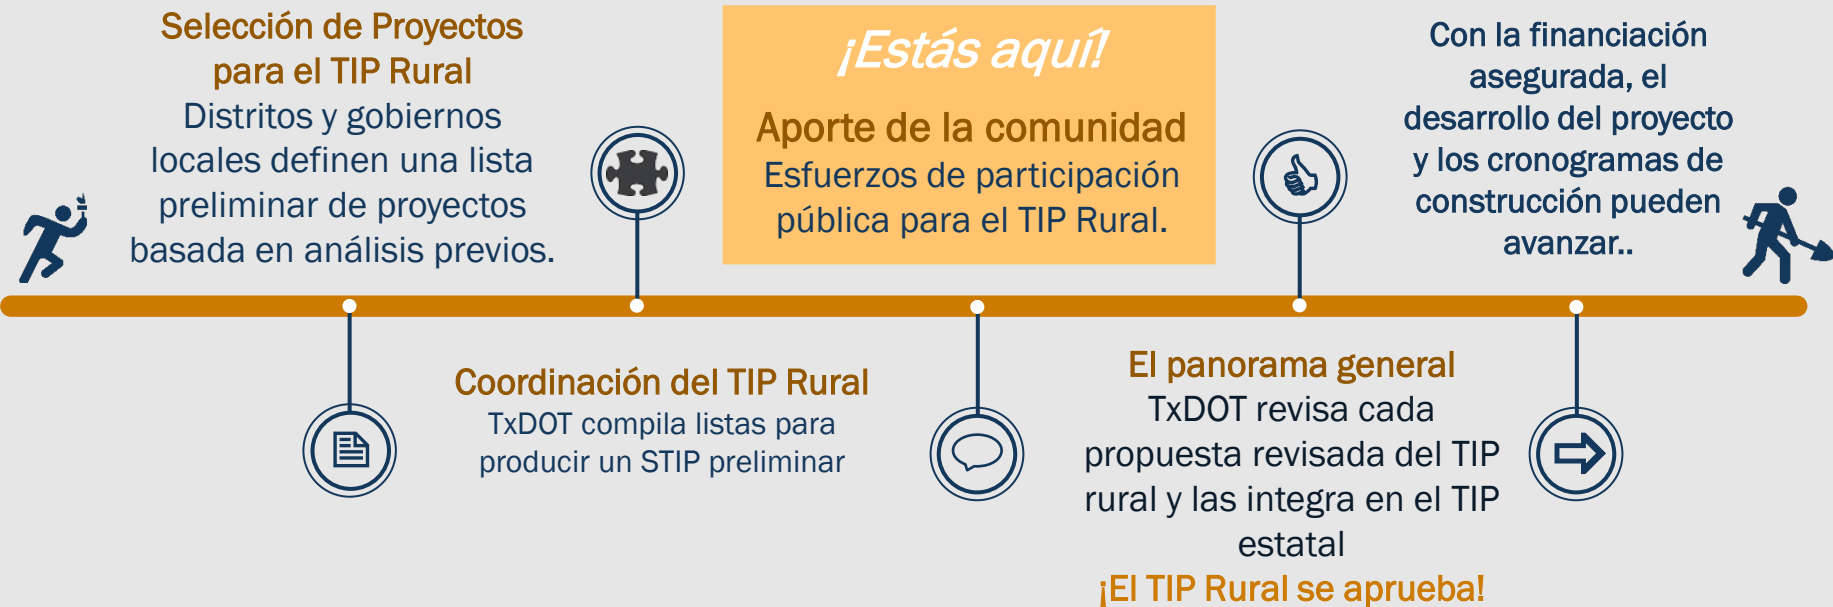 Selección de Proyectos
para el TIP Rural
Distritos y gobiernos
locales definen una lista
preliminar de proyectos
basada en análisis previos.
Coordinación del TIP Rural
TxDOT compila listas para
producir un STIP preliminar
¡Estás aquí!
Aporte de la comunidad
Esfuerzos de participación
pública para el TIP Rural.
El panorama general
TxDOT revisa cada
propuesta revisada del TIP
rural y las integra en el TIP
estatal
¡El TIP Rural se aprueba!
Con la financiación
asegurada, el
desarrollo del proyecto
y los cronogramas de
construcción pueden
avanzar..